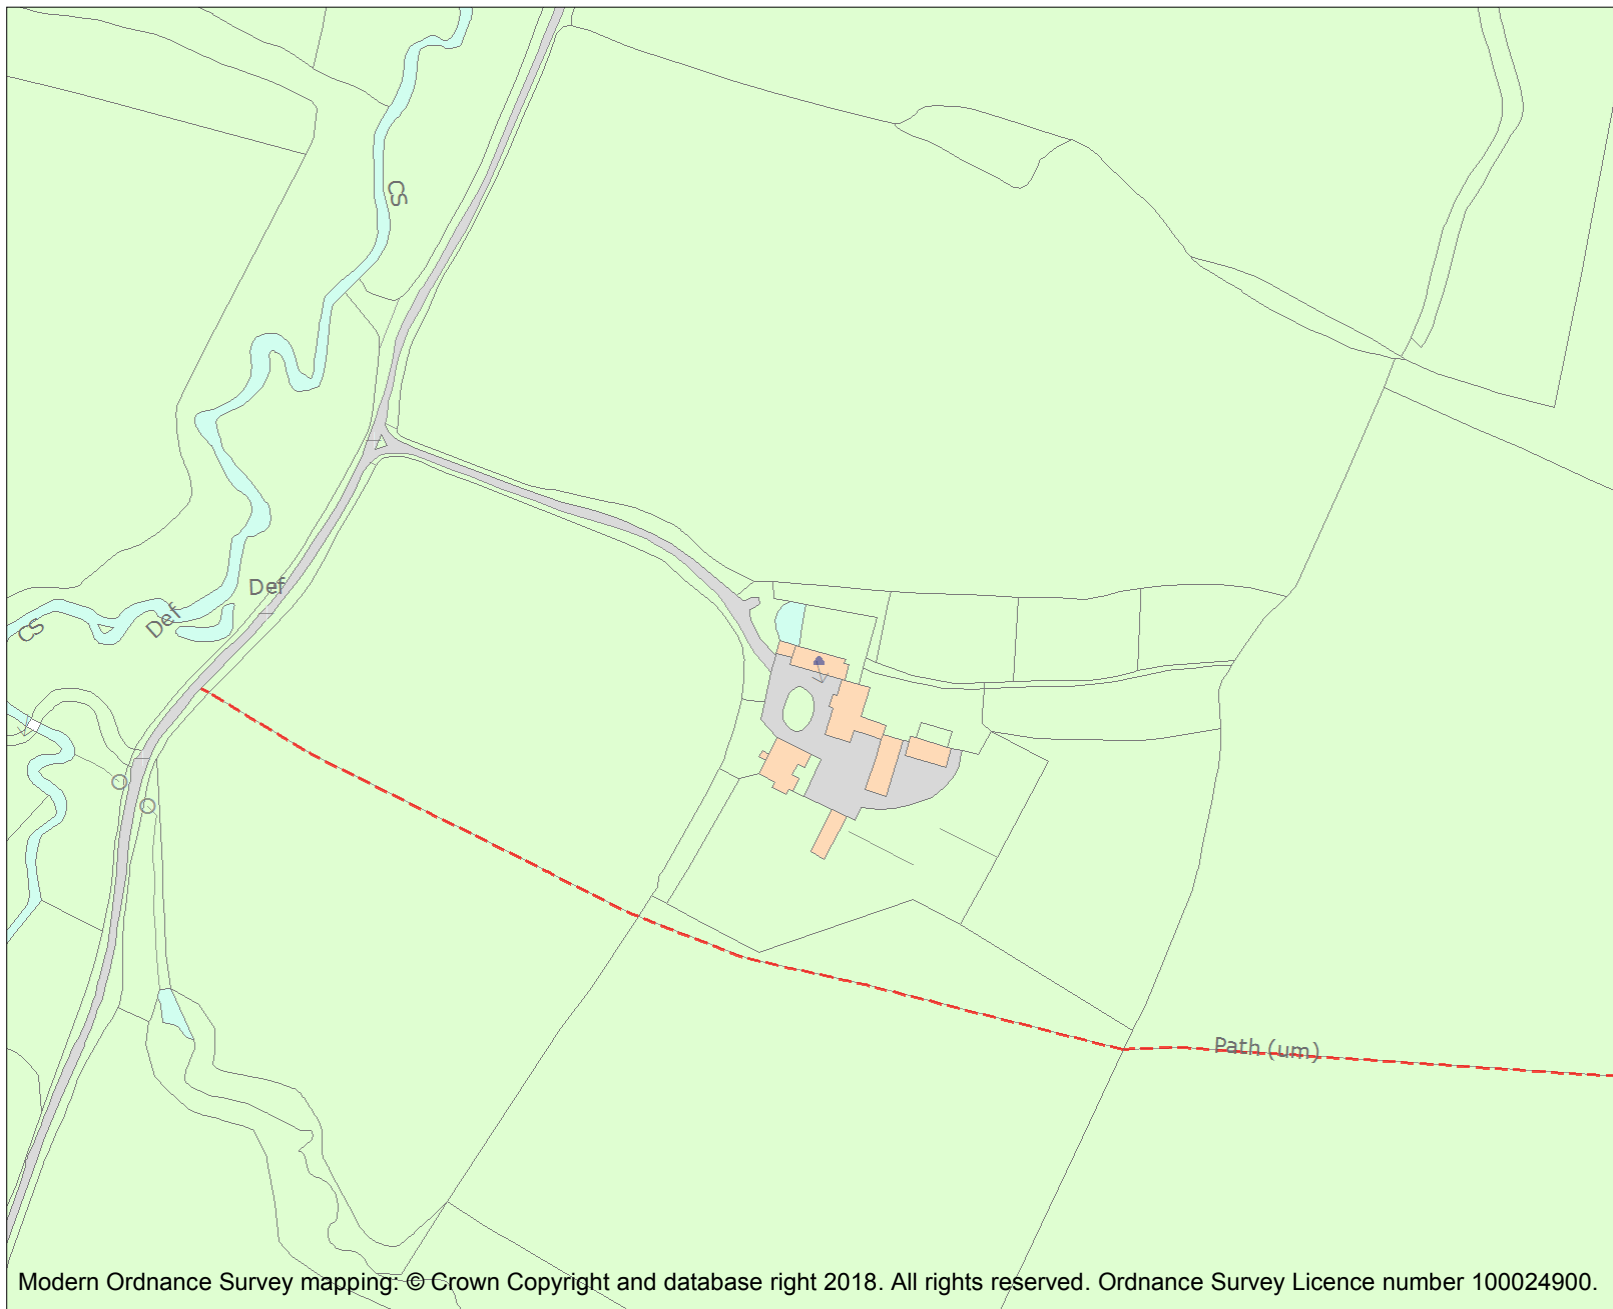 CS
Def
Def
CS
Path (um)
Modern Ordnance Survey mapping: © Crown Copyright and database right 2018. All rights reserved. Ordnance Survey Licence number 100024900.